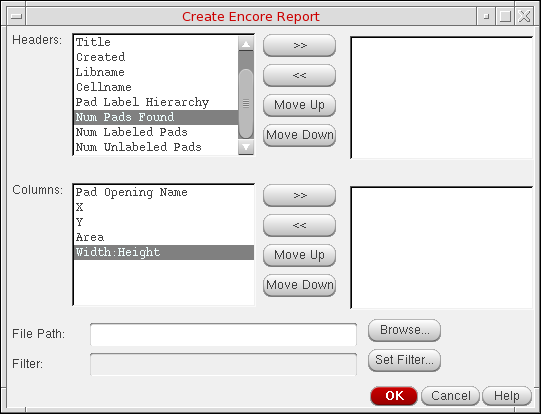 Create Encore Report
Headers:
Title
Created
Libname
Cellname
Pad Label Hierarchy
Num Pads Found
Num Labeled Pads
Num Unlabeled Pads
>>
<<
Move Up
Move Down
Columns:
Pad Opening Name
X
Y
Area
Width:Height
>>
<<
Move Up
Move Down
File Path:
Browse...
Filter:
Set Filter...
OK
Cancel
Help